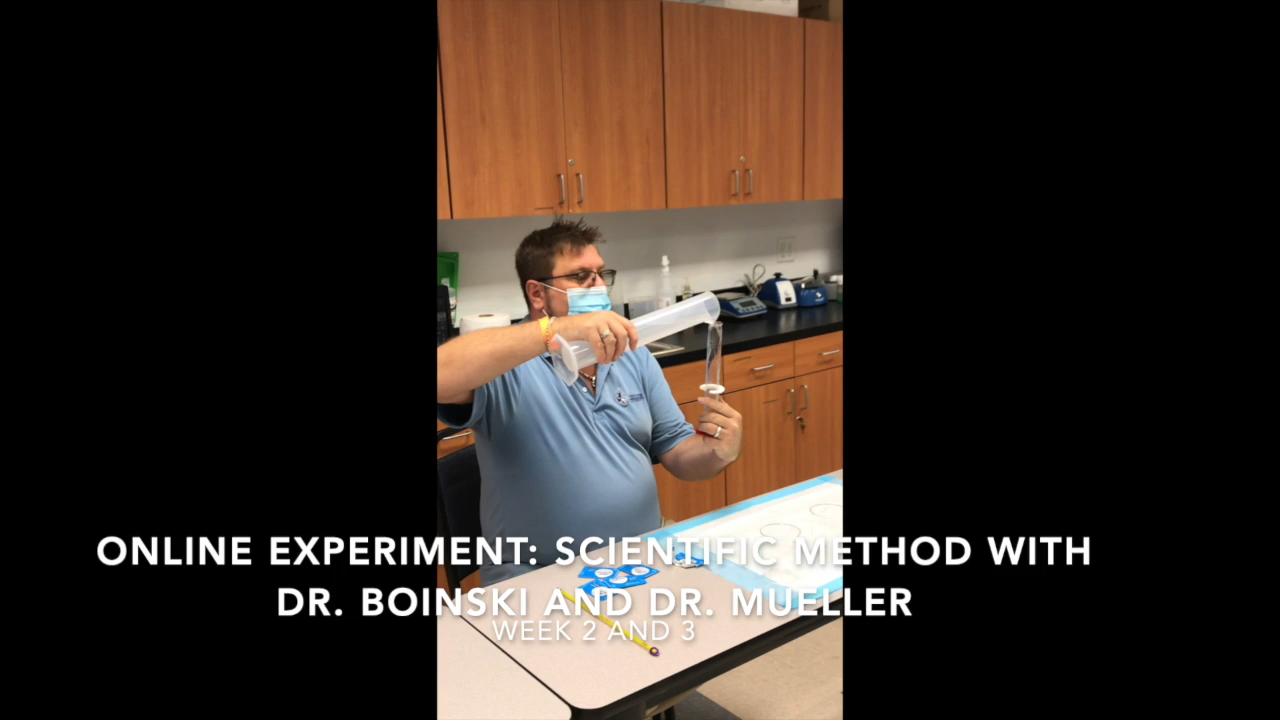 ONLINE EXPERIMENT: SCIENTIFIC METHOD WITH
DR. BOINSKI AND DR. MUELLER
WEEK 2 AND 3